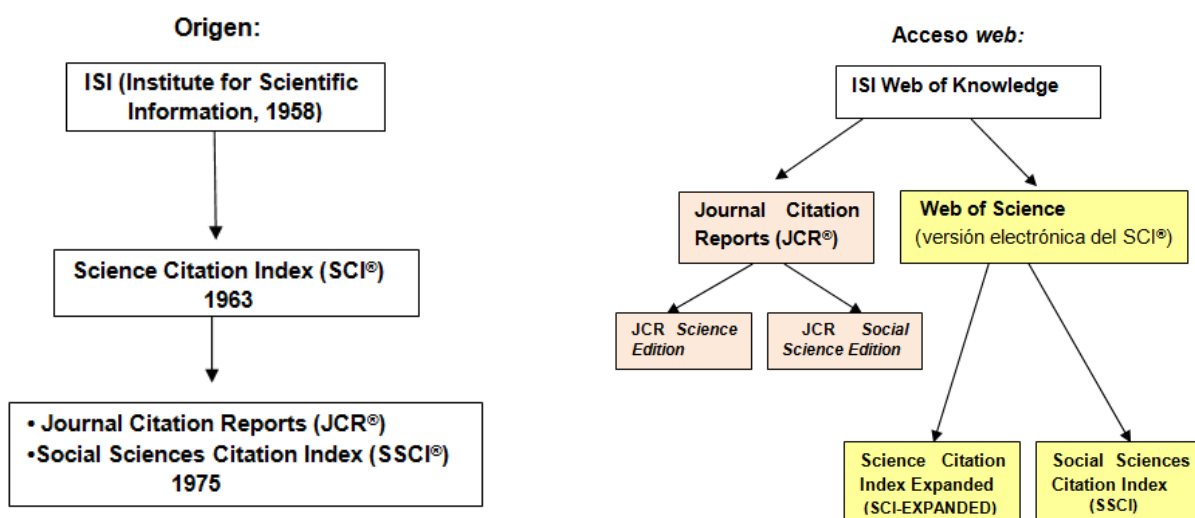 Origen:
ISI (Institute for Scientific
Information, 1958)
Science Citation Index (SCI®)
1963
• Journal Citation Reports (JCR®)
•Social Sciences Citation Index (SSCI®)
1975
Acceso web:
ISI Web of Knowledge
Journal Citation
Reports (JCR®)
Web of Science
(versión electrónica del SCI®)
JCR Science
Edition
JCR Social
Science Edition
Science Citation
Index Expanded
(SCI-EXPANDED)
Social Sciences
Citation Index
(SSCI)